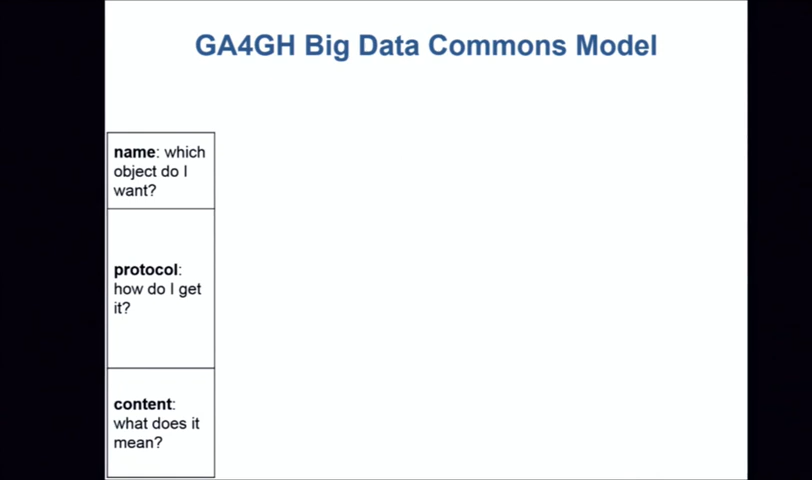 GA4GH Big Data Commons Model
name: which
object do I
want?
protocol:
how do I get
it?
content:
what does it
mean?